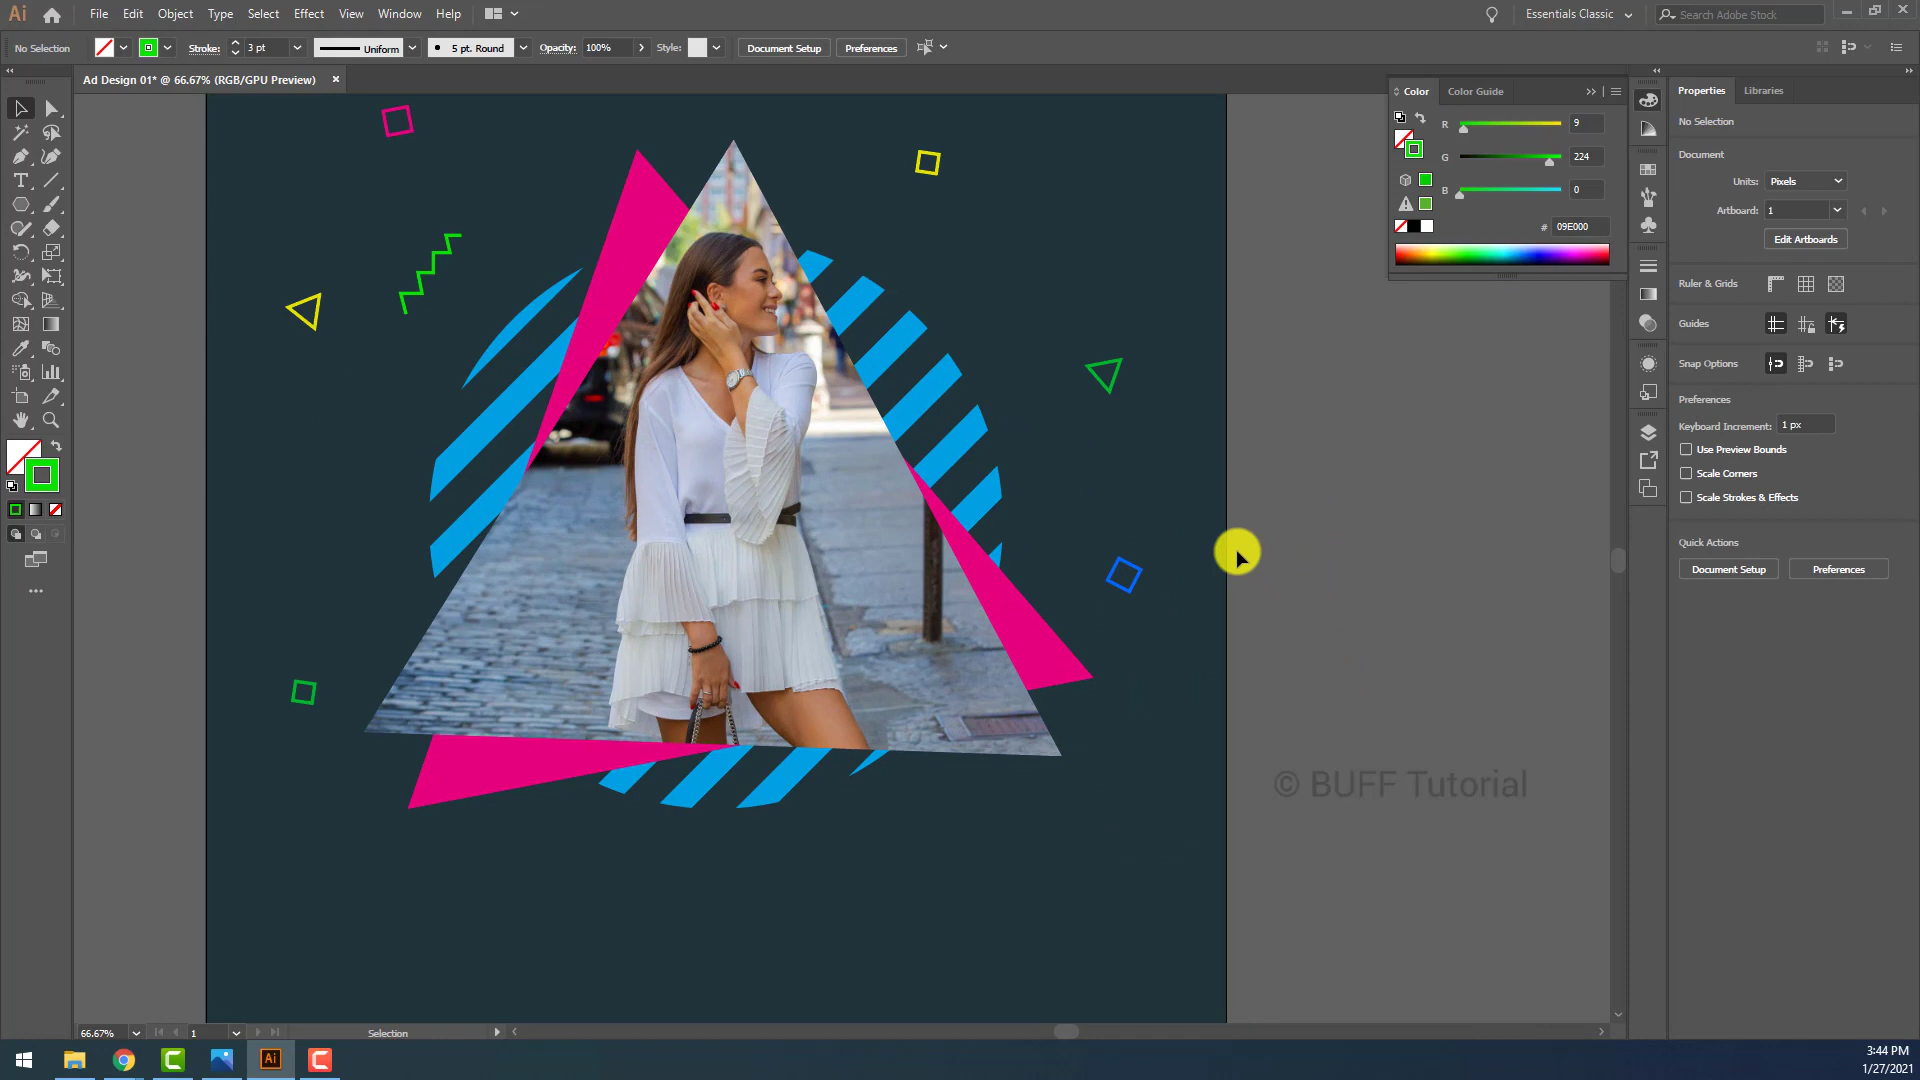 Ai File Edit Object Type Select Effect View Window Help Essentials Classic Search Adobe Stock
No Selection Stroke: 3 pt Uniform 5 pt. Round Opacity: 100% Style: Document Setup Preferences
Ad Design 01* @ 66.67% (RGB/GPU Preview) ×
Color Color Guide
R 9
G 224
B 0
# 09E000
Properties Libraries
No Selection
Document
Units: Pixels
Artboard: 1
Edit Artboards
Ruler & Grids
Guides
Snap Options
Preferences
Keyboard Increment: 1 px
Use Preview Bounds
Scale Corners
Scale Strokes & Effects
Quick Actions
Document Setup Preferences
© BUFF Tutorial
66.67% 1 Selection
Ai
3:44 PM
1/27/2021